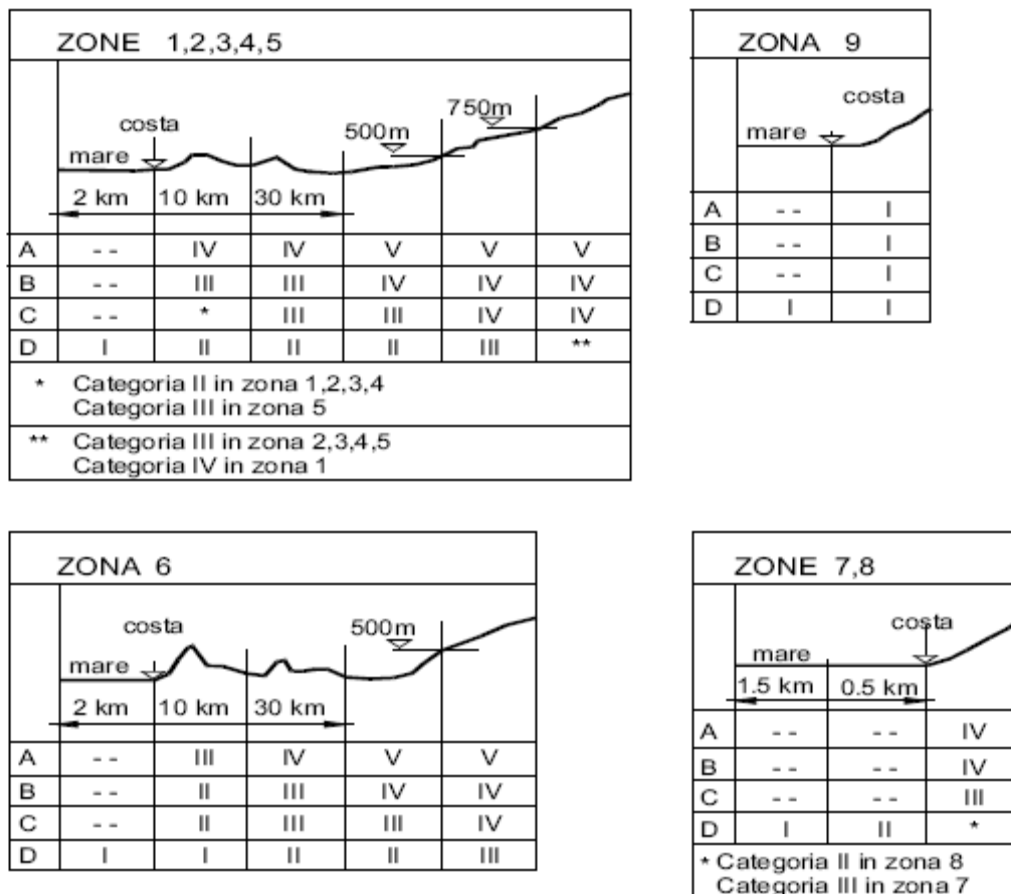 ZONE 1,2,3,4,5
costa
mare
500m
750m
2 km 10 km 30 km
A -- IV IV V V V
B -- III III IV IV IV
C -- * III III IV IV
D I II II II III **
* Categoria II in zona 1,2,3,4
Categoria III in zona 5
** Categoria III in zona 2,3,4,5
Categoria IV in zona 1
ZONA 9
costa
mare
A -- I
B -- I
C -- I
D I I
ZONA 6
costa
mare
500m
2 km 10 km 30 km
A -- III IV V V
B -- II III IV IV
C -- II III III IV
D I I II II III
ZONE 7,8
costa
mare
1.5 km 0.5 km
A -- -- IV
B -- -- IV
C -- -- III
D I II *
* Categoria II in zona 8
Categoria III in zona 7